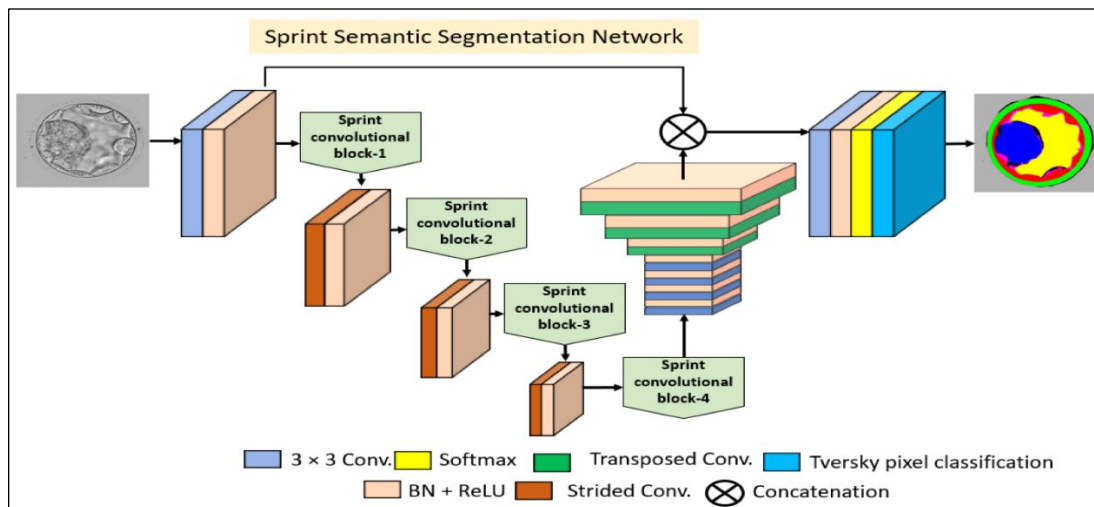 Sprint Semantic Segmentation Network
Sprint
convolutional
block-1
Sprint
convolutional
block-2
Sprint
convolutional
block-3
Sprint
convolutional
block-4
3 × 3 Conv.
Softmax
Transposed Conv.
Tversky pixel classification
BN + ReLU
Strided Conv.
Concatenation